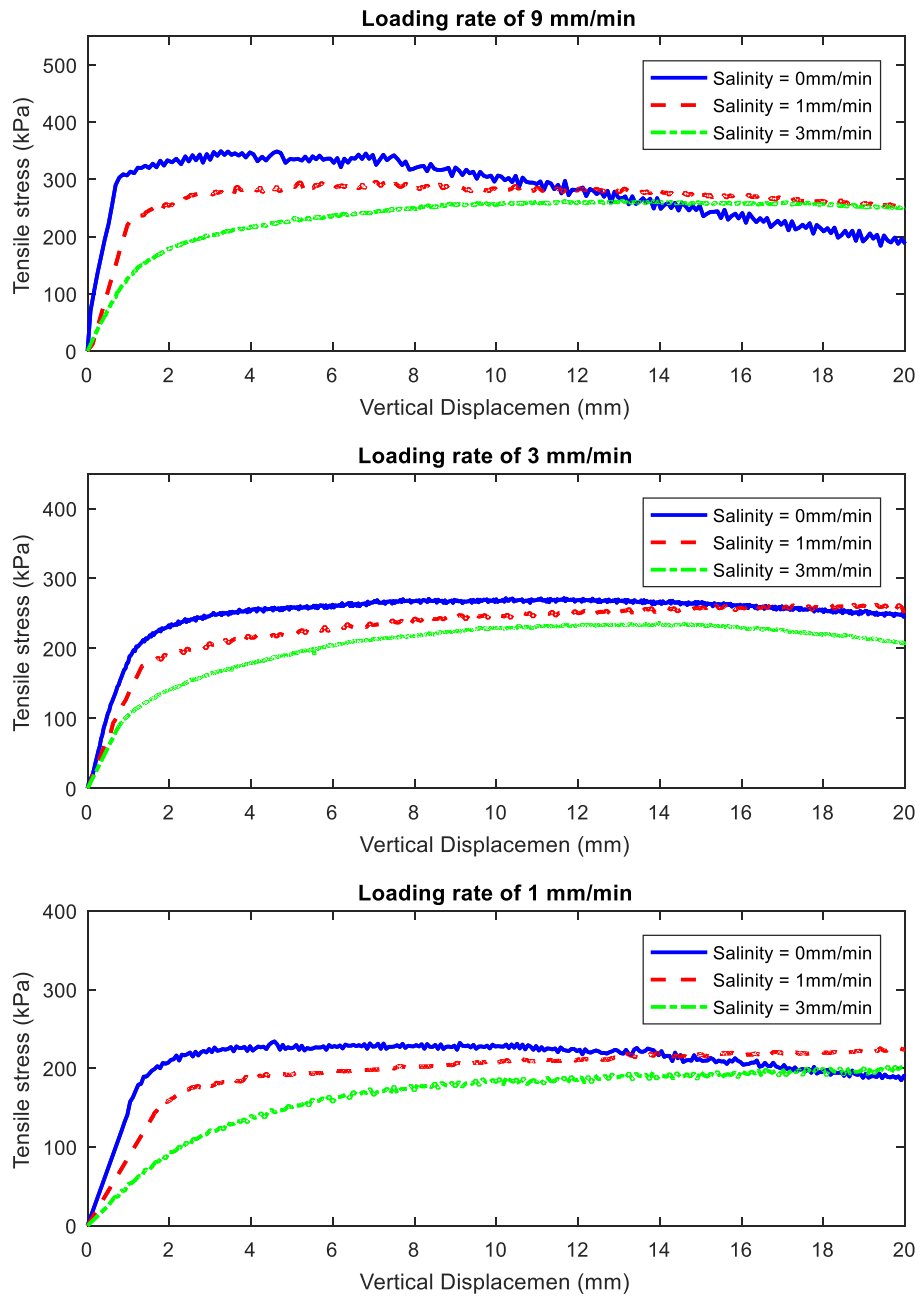 Loading rate of 9 mm/min
500
400
300
200
100
0
Tensile stress (kPa)
Salinity = 0mm/min
Salinity = 1mm/min
Salinity = 3mm/min
0 2 4 6 8 10 12 14 16 18 20
Vertical Displacemen (mm)
Loading rate of 3 mm/min
400
300
200
100
0
Tensile stress (kPa)
Salinity = 0mm/min
Salinity = 1mm/min
Salinity = 3mm/min
0 2 4 6 8 10 12 14 16 18 20
Vertical Displacemen (mm)
Loading rate of 1 mm/min
400
300
200
100
0
Tensile stress (kPa)
Salinity = 0mm/min
Salinity = 1mm/min
Salinity = 3mm/min
0 2 4 6 8 10 12 14 16 18 20
Vertical Displacemen (mm)